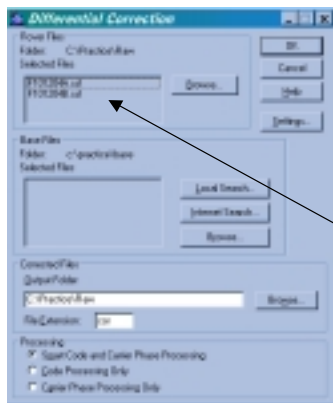 Differential Correction
Rover Files
Folder: C:\Practice\Raw
Selected Files
Browse...
OK
Cancel
Help
Settings...
Base Files
Folder: c:\practice\base
Selected Files
Local Search...
Internet Search...
Browse...
Corrected Files
Output Folder
C:\Practice\Raw
Browse...
File Extension: cor
Processing
Smart Code and Carrier Phase Processing
Code Processing Only
Carrier Phase Processing Only